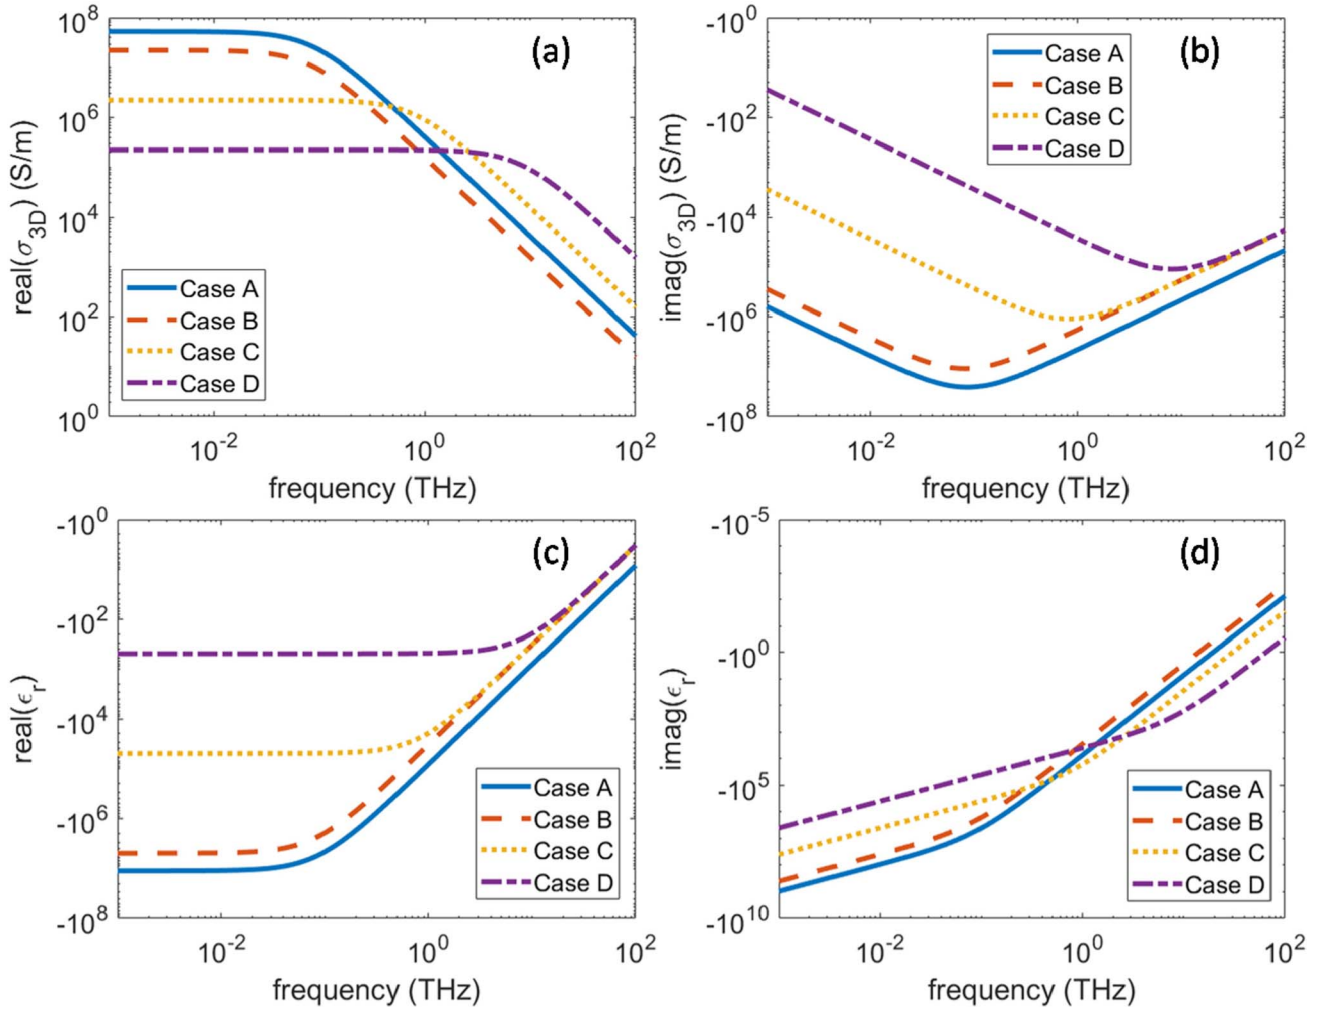 (a)
real(σ3D) (S/m)
10^8
10^6
10^4
10^2
10^0
Case A
Case B
Case C
Case D
10^-2
10^0
10^2
frequency (THz)
(b)
imag(σ3D) (S/m)
-10^0
-10^2
-10^4
-10^6
-10^8
Case A
Case B
Case C
Case D
10^-2
10^0
10^2
frequency (THz)
(c)
real(ϵr)
-10^0
-10^2
-10^4
-10^6
-10^8
Case A
Case B
Case C
Case D
10^-2
10^0
10^2
frequency (THz)
(d)
imag(ϵr)
-10^-5
-10^0
-10^5
-10^10
Case A
Case B
Case C
Case D
10^-2
10^0
10^2
frequency (THz)